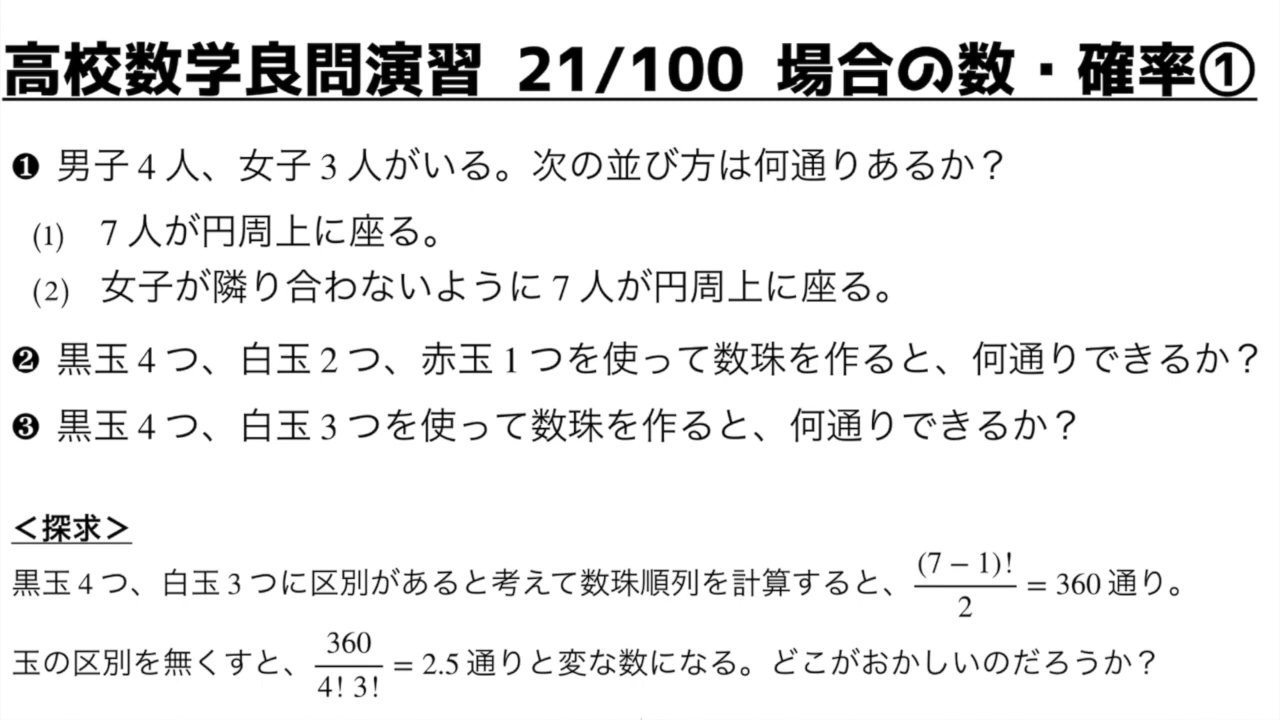 高校数学良問演習 21/100 場合の数・確率①
❶ 男子 4 人、女子 3 人がいる。次の並び方は何通りあるか？
(1) 7 人が円周上に座る。
(2) 女子が隣り合わないように 7 人が円周上に座る。
❷ 黒玉 4 つ、白玉 2 つ、赤玉 1 つを使って数珠を作ると、何通りできるか？
❸ 黒玉 4 つ、白玉 3 つを使って数珠を作ると、何通りできるか？
＜探求＞
黒玉 4 つ、白玉 3 つに区別があると考えて数珠順列を計算すると、(7 − 1)!/2 = 360 通り。
玉の区別を無くすと、360/4! 3! = 2.5 通りと変な数になる。どこがおかしいのだろうか？